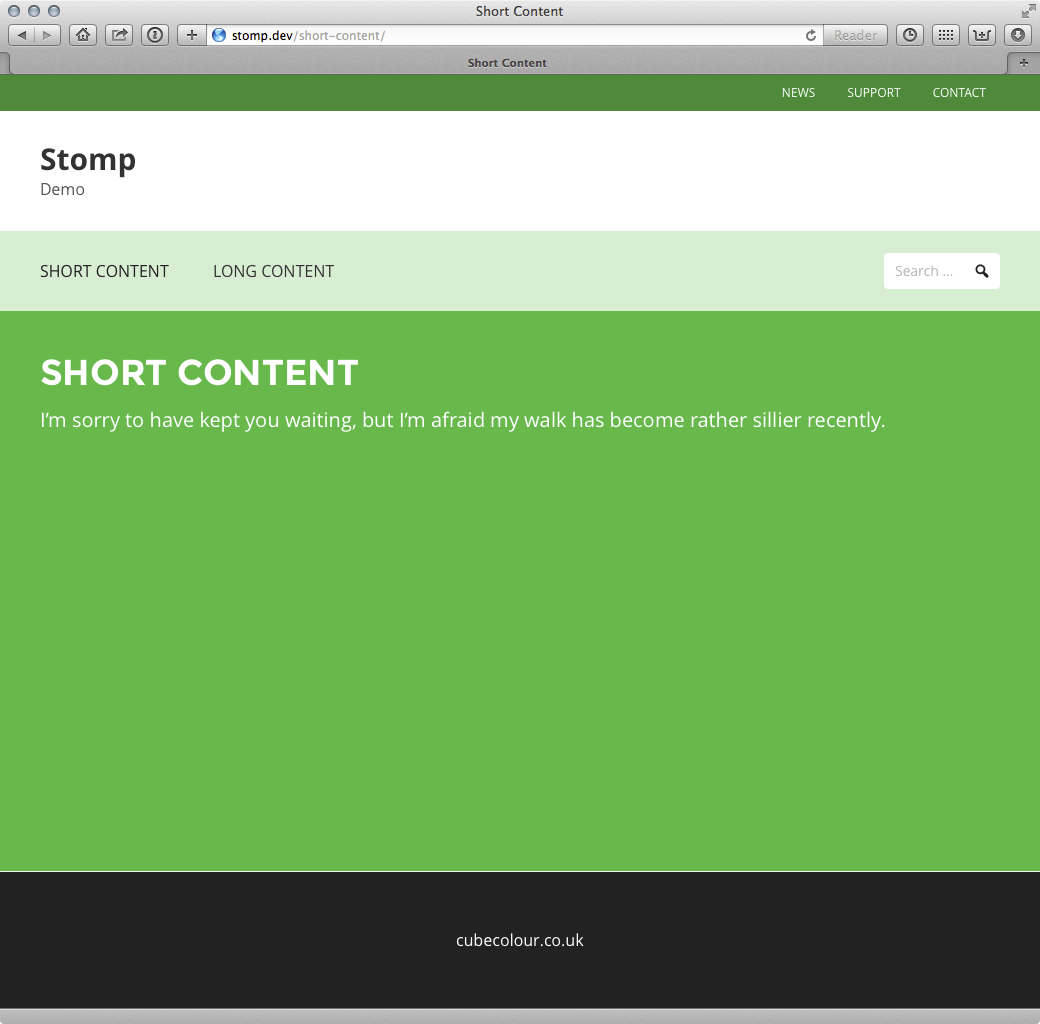 Short Content
stomp.dev/short-content/
Reader
Short Content
NEWS SUPPORT CONTACT
Stomp
Demo
SHORT CONTENT LONG CONTENT Search ...
SHORT CONTENT
I’m sorry to have kept you waiting, but I’m afraid my walk has become rather sillier recently.
cubecolour.co.uk